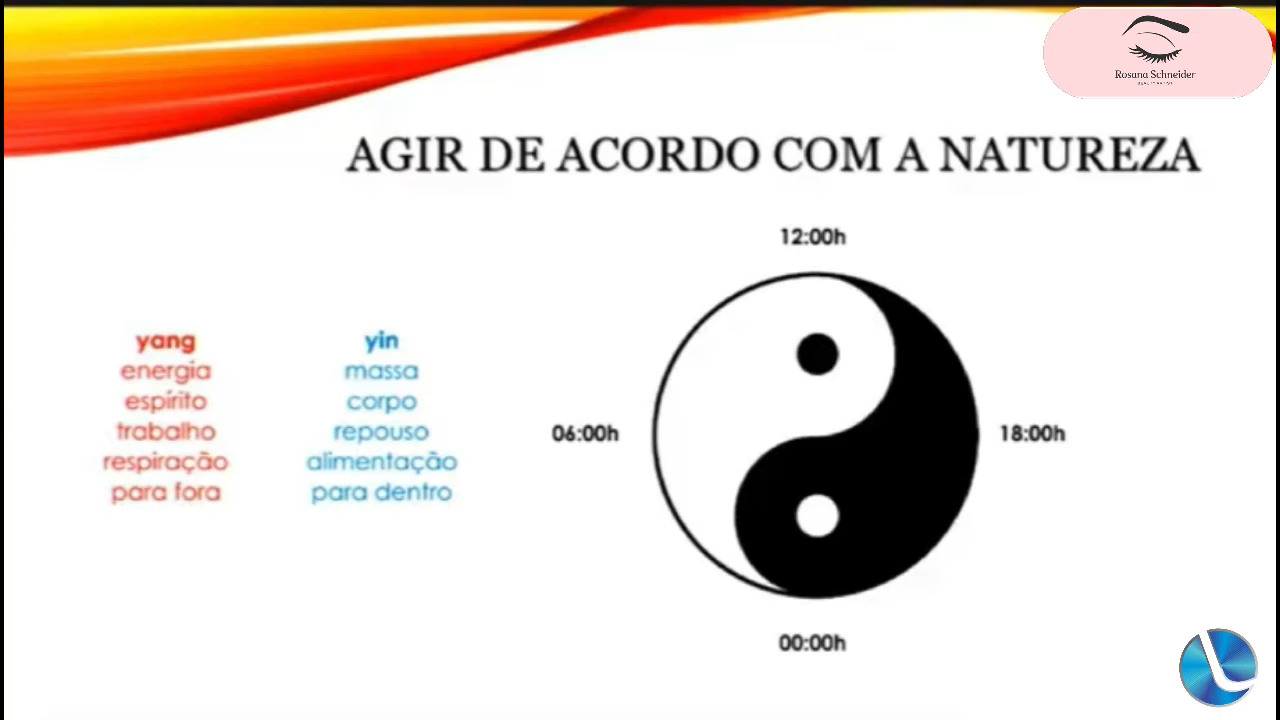 Rosana Schneider
AGIR DE ACORDO COM A NATUREZA
12:00h
yang
energia
espírito
trabalho
respiração
para fora
yin
massa
corpo
repouso
alimentação
para dentro
06:00h
18:00h
00:00h